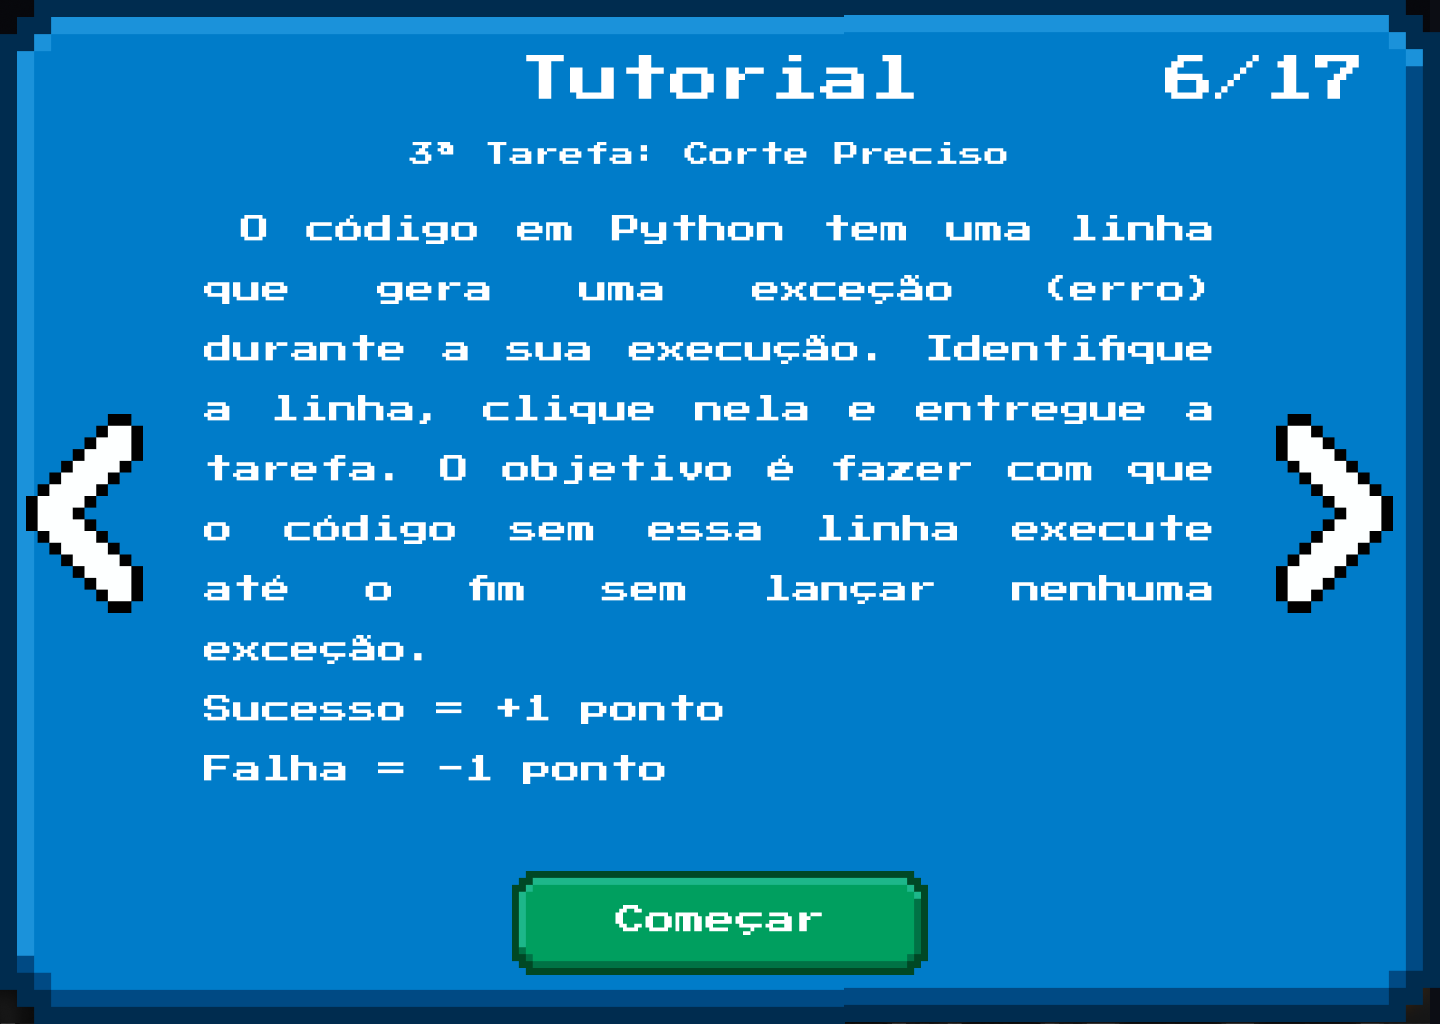 Tutorial
6/17
3ª Tarefa: Corte Preciso
O código em Python tem uma linha
que gera uma exceção (erro)
durante a sua execução. Identifique
a linha, clique nela e entregue a
tarefa. O objetivo é fazer com que
o código sem essa linha execute
até o fim sem lançar nenhuma
exceção.
Sucesso = +1 ponto
Falha = -1 ponto
Começar